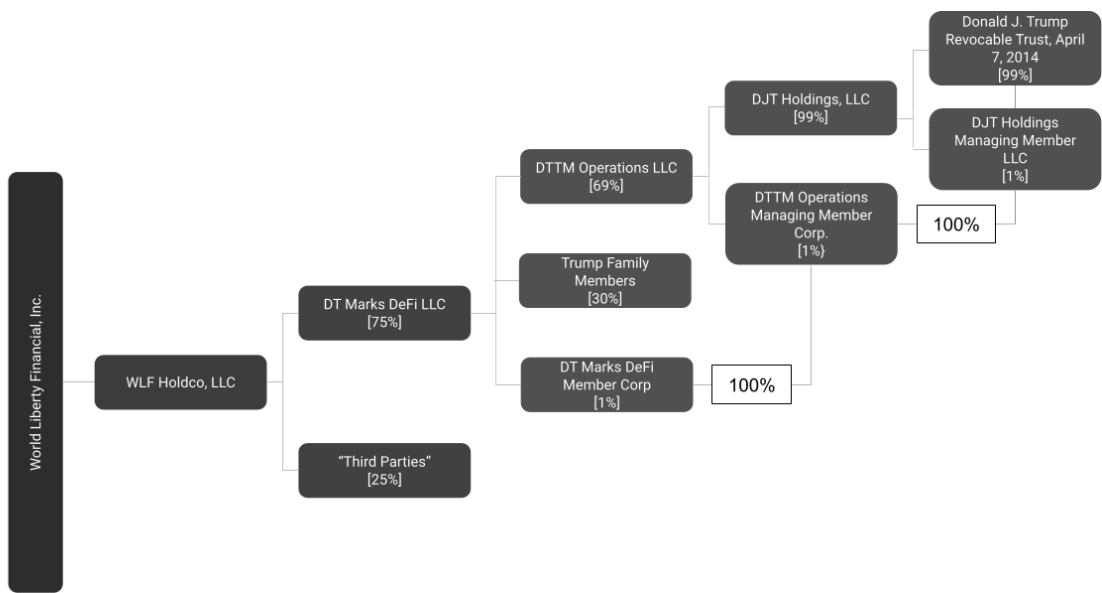 World Liberty Financial, Inc.
WLF Holdco, LLC
DT Marks DeFi LLC
[75%]
“Third Parties”
[25%]
DTTM Operations LLC
[69%]
Trump Family
Members
[30%]
DT Marks DeFi
Member Corp
[1%]
100%
DJT Holdings, LLC
[99%]
DTTM Operations
Managing Member
Corp.
[1%}
100%
Donald J. Trump
Revocable Trust, April
7, 2014
[99%]
DJT Holdings
Managing Member
LLC
[1%]